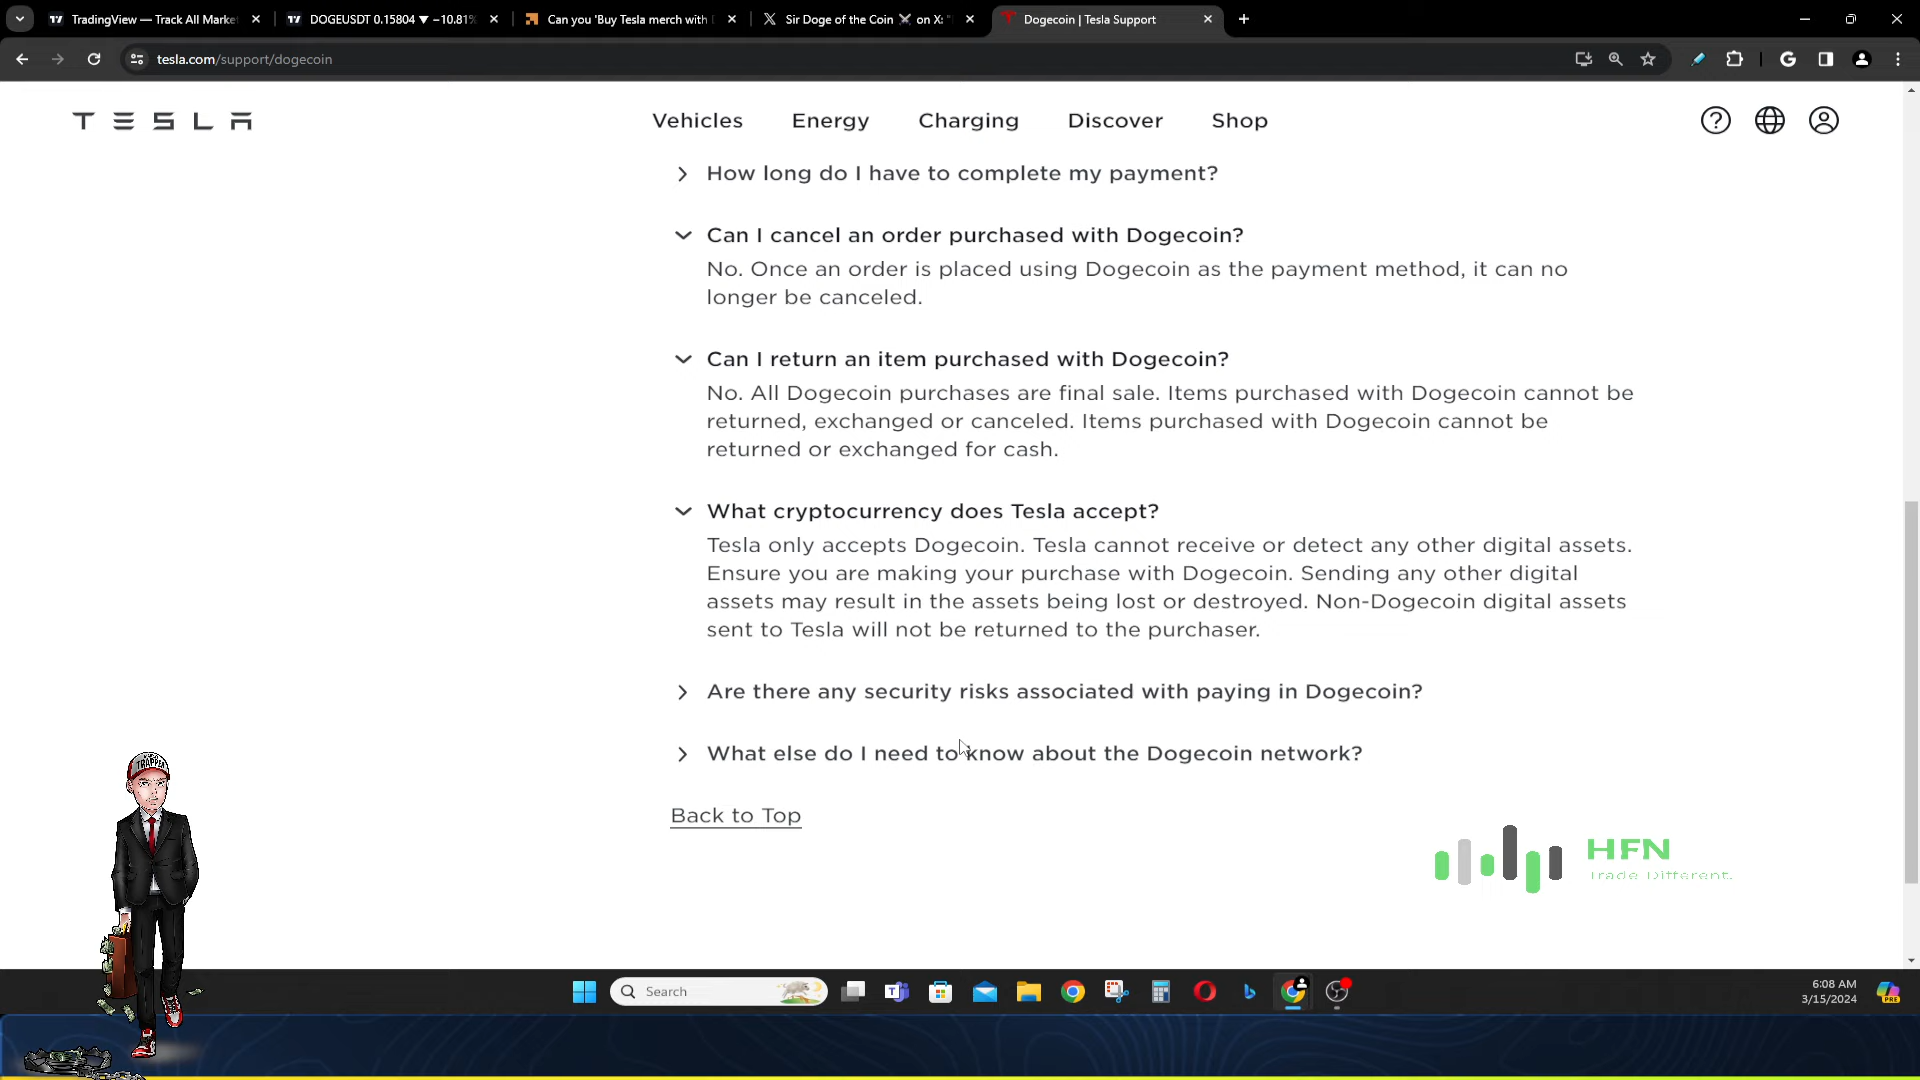 TradingView — Track All Marke
DOGEUSDT 0.15804 ▼ −10.81%
Can you 'Buy Tesla merch with
Sir Doge of the Coin ⚔ on X: "
Dogecoin | Tesla Support
tesla.com/support/dogecoin
TESLA
Vehicles
Energy
Charging
Discover
Shop
How long do I have to complete my payment?
Can I cancel an order purchased with Dogecoin?
No. Once an order is placed using Dogecoin as the payment method, it can no
longer be canceled.
Can I return an item purchased with Dogecoin?
No. All Dogecoin purchases are final sale. Items purchased with Dogecoin cannot be
returned, exchanged or canceled. Items purchased with Dogecoin cannot be
returned or exchanged for cash.
What cryptocurrency does Tesla accept?
Tesla only accepts Dogecoin. Tesla cannot receive or detect any other digital assets.
Ensure you are making your purchase with Dogecoin. Sending any other digital
assets may result in the assets being lost or destroyed. Non-Dogecoin digital assets
sent to Tesla will not be returned to the purchaser.
Are there any security risks associated with paying in Dogecoin?
What else do I need to know about the Dogecoin network?
Back to Top
TRAPPER
HFN
Trade Different.
Search
6:08 AM
3/15/2024
PRE